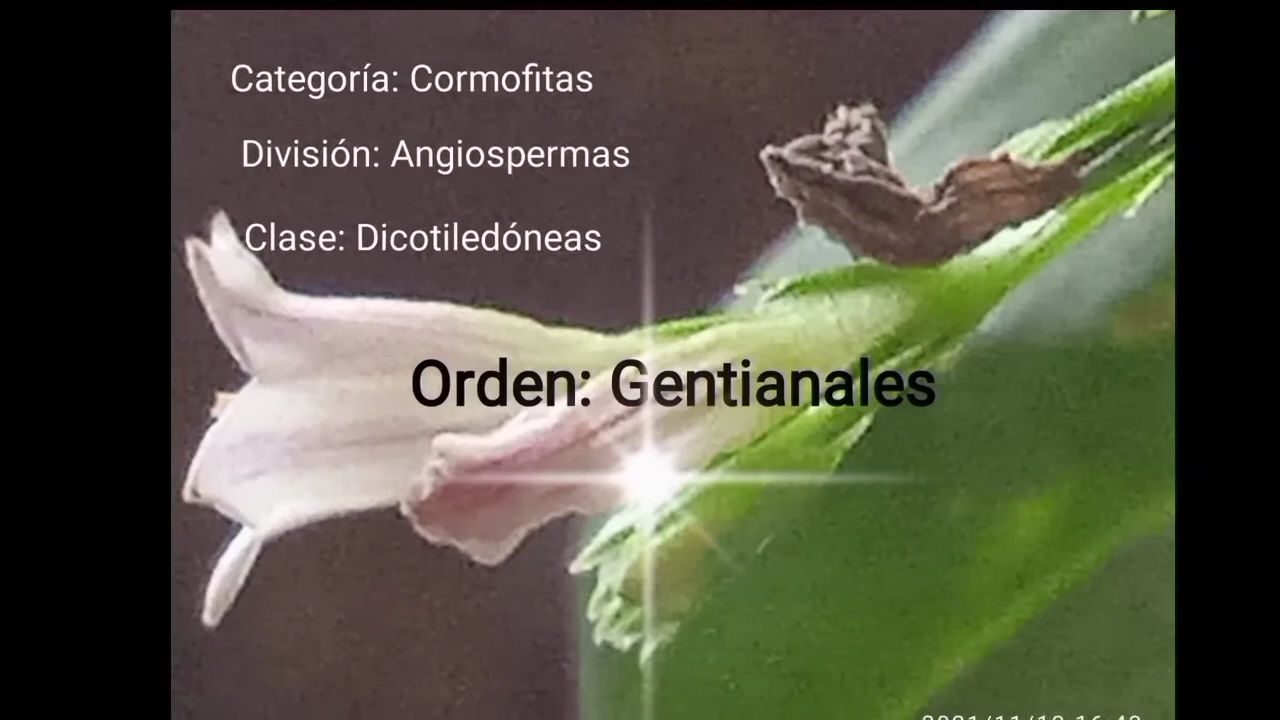 Categoría: Cormofitas
División: Angiospermas
Clase: Dicotiledóneas
Orden: Gentianales